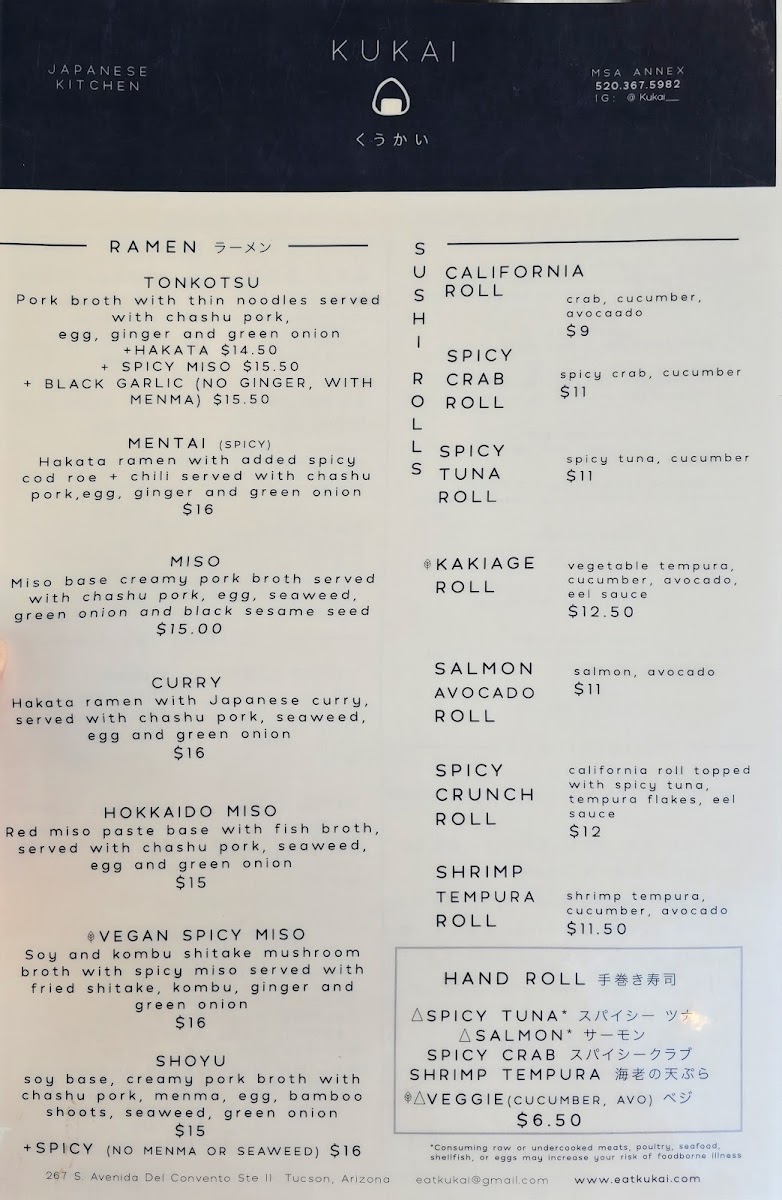 JAPANESE
KITCHEN
KUKAI
くうかい
MSA ANNEX
520.367.5982
IG: @Kukai__
RAMEN ラーメン
TONKOTSU
Pork broth with thin noodles served
with chashu pork,
egg, ginger and green onion
+HAKATA $14.50
+ SPICY MISO $15.50
+ BLACK GARLIC (NO GINGER, WITH
MENMA) $15.50
MENTAI (SPICY)
Hakata ramen with added spicy
cod roe + chili served with chashu
pork,egg, ginger and green onion
$16
MISO
Miso base creamy pork broth served
with chashu pork, egg, seaweed,
green onion and black sesame seed
$15.00
CURRY
Hakata ramen with Japanese curry,
served with chashu pork, seaweed,
egg and green onion
$16
HOKKAIDO MISO
Red miso paste base with fish broth,
served with chashu pork, seaweed,
egg and green onion
$15
VEGAN SPICY MISO
Soy and kombu shitake mushroom
broth with spicy miso served with
fried shitake, kombu, ginger and
green onion
$16
SHOYU
soy base, creamy pork broth with
chashu pork, menma, egg, bamboo
shoots, seaweed, green onion
$15
+SPICY (NO MENMA OR SEAWEED) $16
SUSHI ROLLS
CALIFORNIA
ROLL
crab, cucumber,
avocaado
$9
SPICY
CRAB
ROLL
spicy crab, cucumber
$11
SPICY
TUNA
ROLL
spicy tuna, cucumber
$11
KAKIAGE
ROLL
vegetable tempura,
cucumber, avocado,
eel sauce
$12.50
SALMON
AVOCADO
ROLL
salmon, avocado
$11
SPICY
CRUNCH
ROLL
california roll topped
with spicy tuna,
tempura flakes, eel
sauce
$12
SHRIMP
TEMPURA
ROLL
shrimp tempura,
cucumber, avocado
$11.50
HAND ROLL 手巻き寿司
△SPICY TUNA* スパイシー ツナ
△SALMON* サーモン
SPICY CRAB スパイシークラブ
SHRIMP TEMPURA 海老の天ぷら
△VEGGIE(CUCUMBER, AVO) ベジ
$6.50
*Consuming raw or undercooked meats, poultry, seafood,
shellfish, or eggs may increase your risk of foodborne illness
267 S. Avenida Del Convento Ste 11 Tucson, Arizona eatkukai@gmail.com www.eatkukai.com